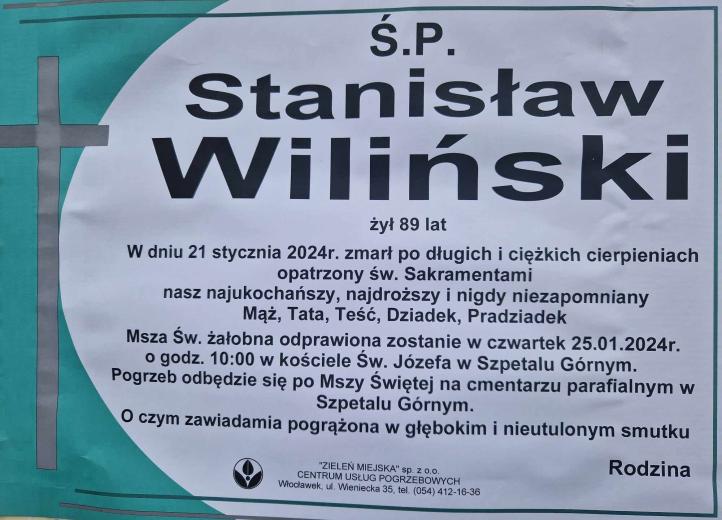 Ś.P.
Stanisław
Wiliński
żył 89 lat
W dniu 21 stycznia 2024r. zmarł po długich i ciężkich cierpieniach
opatrzony św. Sakramentami
nasz najukochańszy, najdroższy i nigdy niezapomniany
Mąż, Tata, Teść, Dziadek, Pradziadek
Msza Św. żałobna odprawiona zostanie w czwartek 25.01.2024r.
o godz. 10:00 w kościele Św. Józefa w Szpetalu Górnym.
Pogrzeb odbędzie się po Mszy Świętej na cmentarzu parafialnym w
Szpetalu Górnym.
O czym zawiadamia pogrążona w głębokim i nieutulonym smutku
Rodzina
"ZIELEŃ MIEJSKA" sp. z o.o.
CENTRUM USŁUG POGRZEBOWYCH
Włocławek, ul. Wieniecka 35, tel. (054) 412-16-36